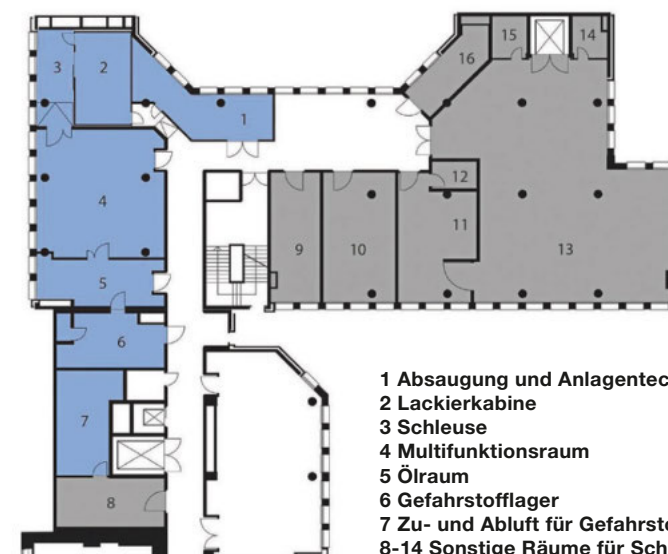 15
14
3
2
16
1
12
4
9
10
11
13
5
6
7
8
1 Absaugung und Anlagentec
2 Lackierkabine
3 Schleuse
4 Multifunktionsraum
5 Ölraum
6 Gefahrstofflager
7 Zu- und Abluft für Gefahrst
8-14 Sonstige Räume für Sch